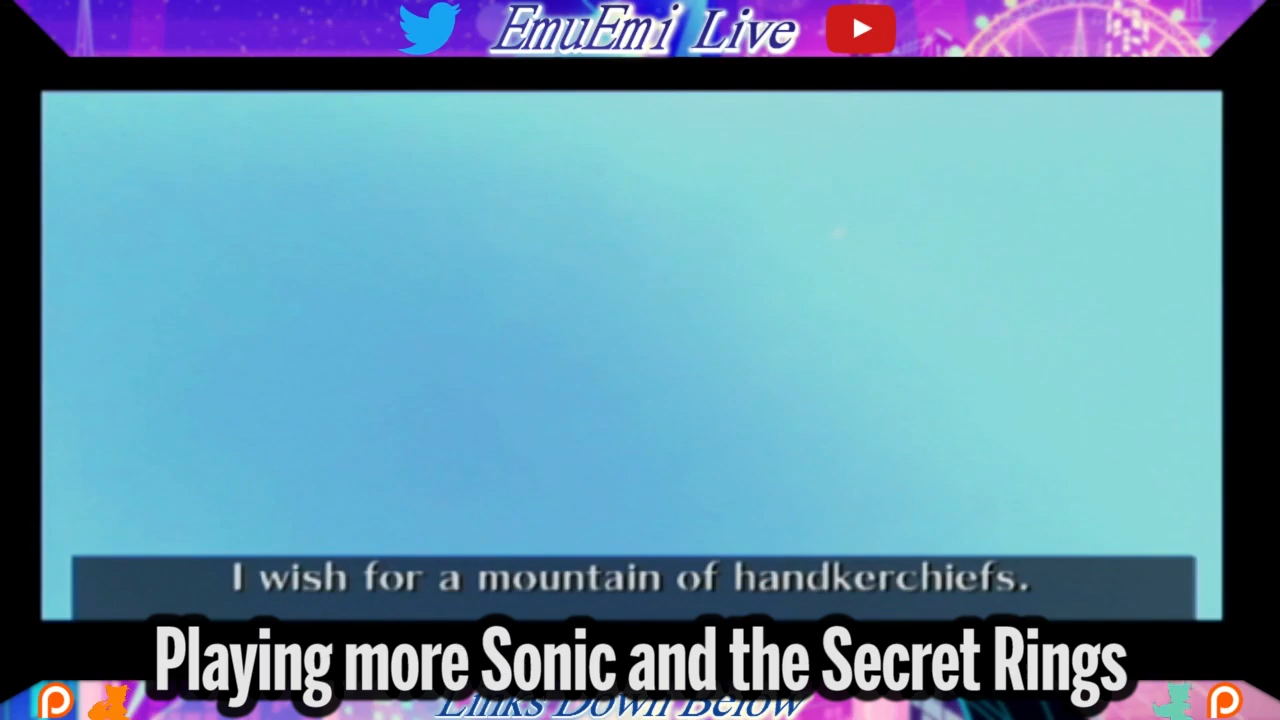 EmuEmi Live
I wish for a mountain of handkerchiefs.
Playing more Sonic and the Secret Rings
Links Down Below